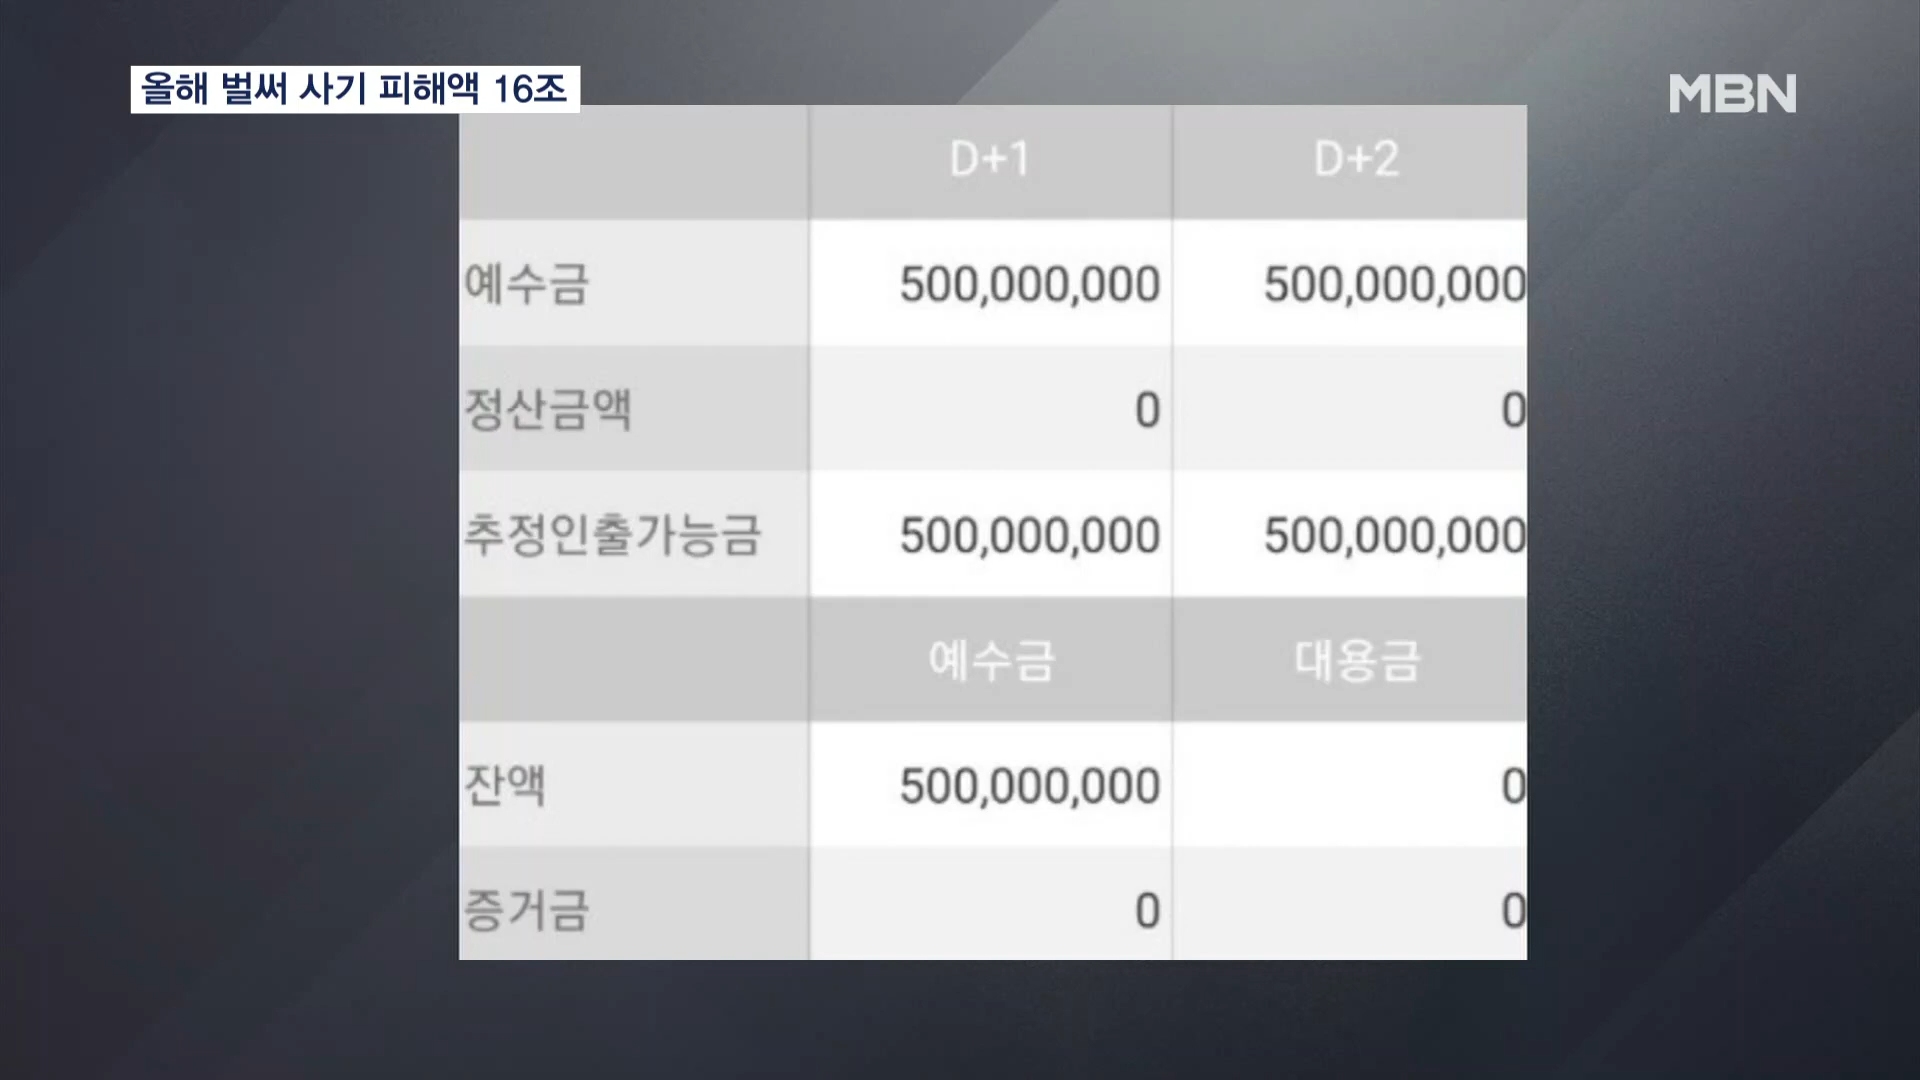 올해 벌써 사기 피해액 16조
MBN
D+1 D+2
예수금 500,000,000 500,000,000
정산금액 0 0
추정인출가능금 500,000,000 500,000,000
예수금 대용금
잔액 500,000,000 0
증거금 0 0